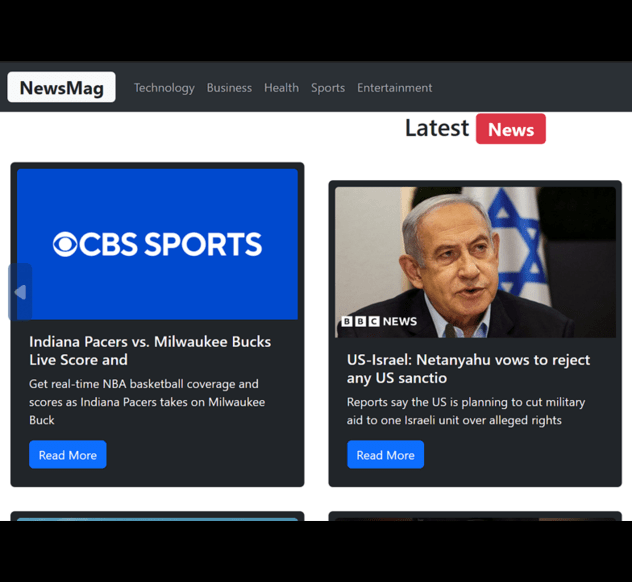 NewsMag Technology Business Health Sports Entertainment
Latest News
CBS SPORTS
Indiana Pacers vs. Milwaukee Bucks
Live Score and
Get real-time NBA basketball coverage and
scores as Indiana Pacers takes on Milwaukee
Buck
Read More
BBC NEWS
US-Israel: Netanyahu vows to reject
any US sanctio
Reports say the US is planning to cut military
aid to one Israeli unit over alleged rights
Read More